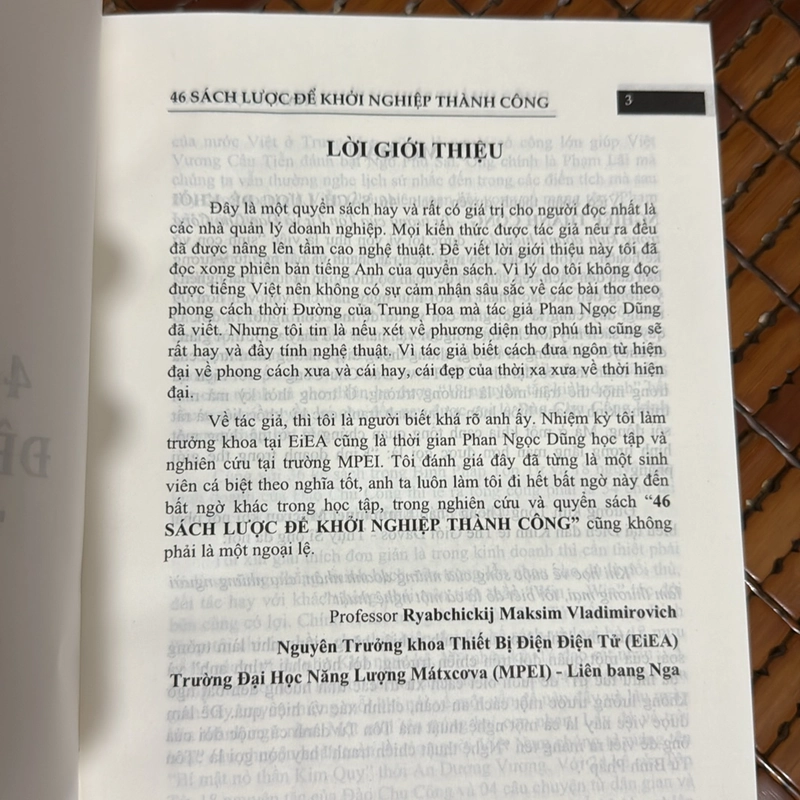 46 SÁCH LƯỢC ĐỂ KHỞI NGHIỆP THÀNH CÔNG
3
LỜI GIỚI THIỆU
Đây là một quyển sách hay và rất có giá trị cho người đọc nhất là
các nhà quản lý doanh nghiệp. Mọi kiến thức được tác giả nêu ra đều
đã được nâng lên tầm cao nghệ thuật. Để viết lời giới thiệu này tôi đã
đọc xong phiên bản tiếng Anh của quyển sách. Vì lý do tôi không đọc
được tiếng Việt nên không có sự cảm nhận sâu sắc về các bài thơ theo
phong cách thời Đường của Trung Hoa mà tác giả Phan Ngọc Dũng
đã viết. Nhưng tôi tin là nếu xét về phương diện thơ phú thì cũng sẽ
rất hay và đầy tính nghệ thuật. Vì tác giả biết cách đưa ngôn từ hiện
đại về phong cách xưa và cái hay, cái đẹp của thời xa xưa về thời hiện
đại.
Về tác giả, thì tôi là người biết khá rõ anh ấy. Nhiệm kỳ tôi làm
trưởng khoa tại EiEA cũng là thời gian Phan Ngọc Dũng học tập và
nghiên cứu tại trường MPEI. Tôi đánh giá đây đã từng là một sinh
viên cá biệt theo nghĩa tốt, anh ta luôn làm tôi đi hết bất ngờ này đến
bất ngờ khác trong học tập, trong nghiên cứu và quyển sách “46
SÁCH LƯỢC ĐỂ KHỞI NGHIỆP THÀNH CÔNG” cũng không
phải là một ngoại lệ.
Professor Ryabchickij Maksim Vladimirovich
Nguyên Trưởng khoa Thiết Bị Điện Điện Tử (EiEA)
Trường Đại Học Năng Lượng Mátxcơva (MPEI) - Liên bang Nga